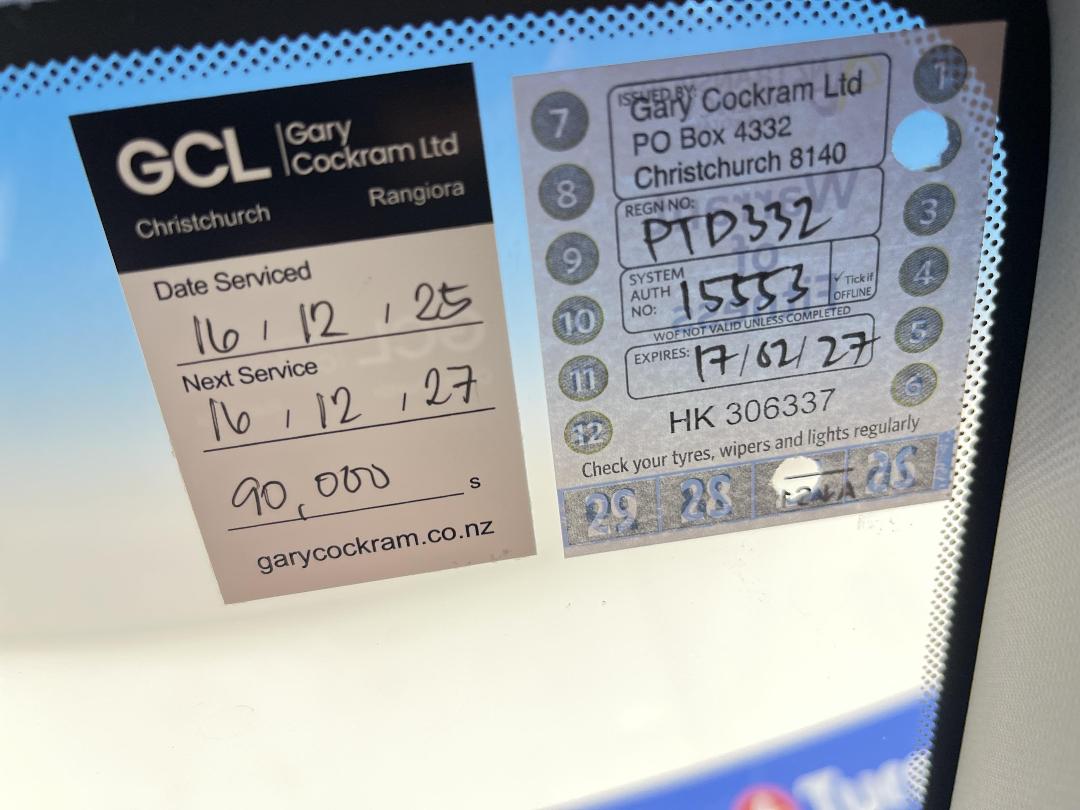 GCL
Gary
Cockram Ltd
Christchurch
Rangiora
Date Serviced
16 / 12 / 25
Next Service
16 / 12 / 27
90,000 s
garycockram.co.nz
ISSUED BY:
Gary Cockram Ltd
PO Box 4332
Christchurch 8140
REGN NO:
PTD332
SYSTEM
AUTH
NO:
15553
✓ Tick if
OFFLINE
WOF NOT VALID UNLESS COMPLETED
EXPIRES: 17/02/27
HK 306337
Check your tyres, wipers and lights regularly
7
8
9
10
11
12
1
3
4
5
6